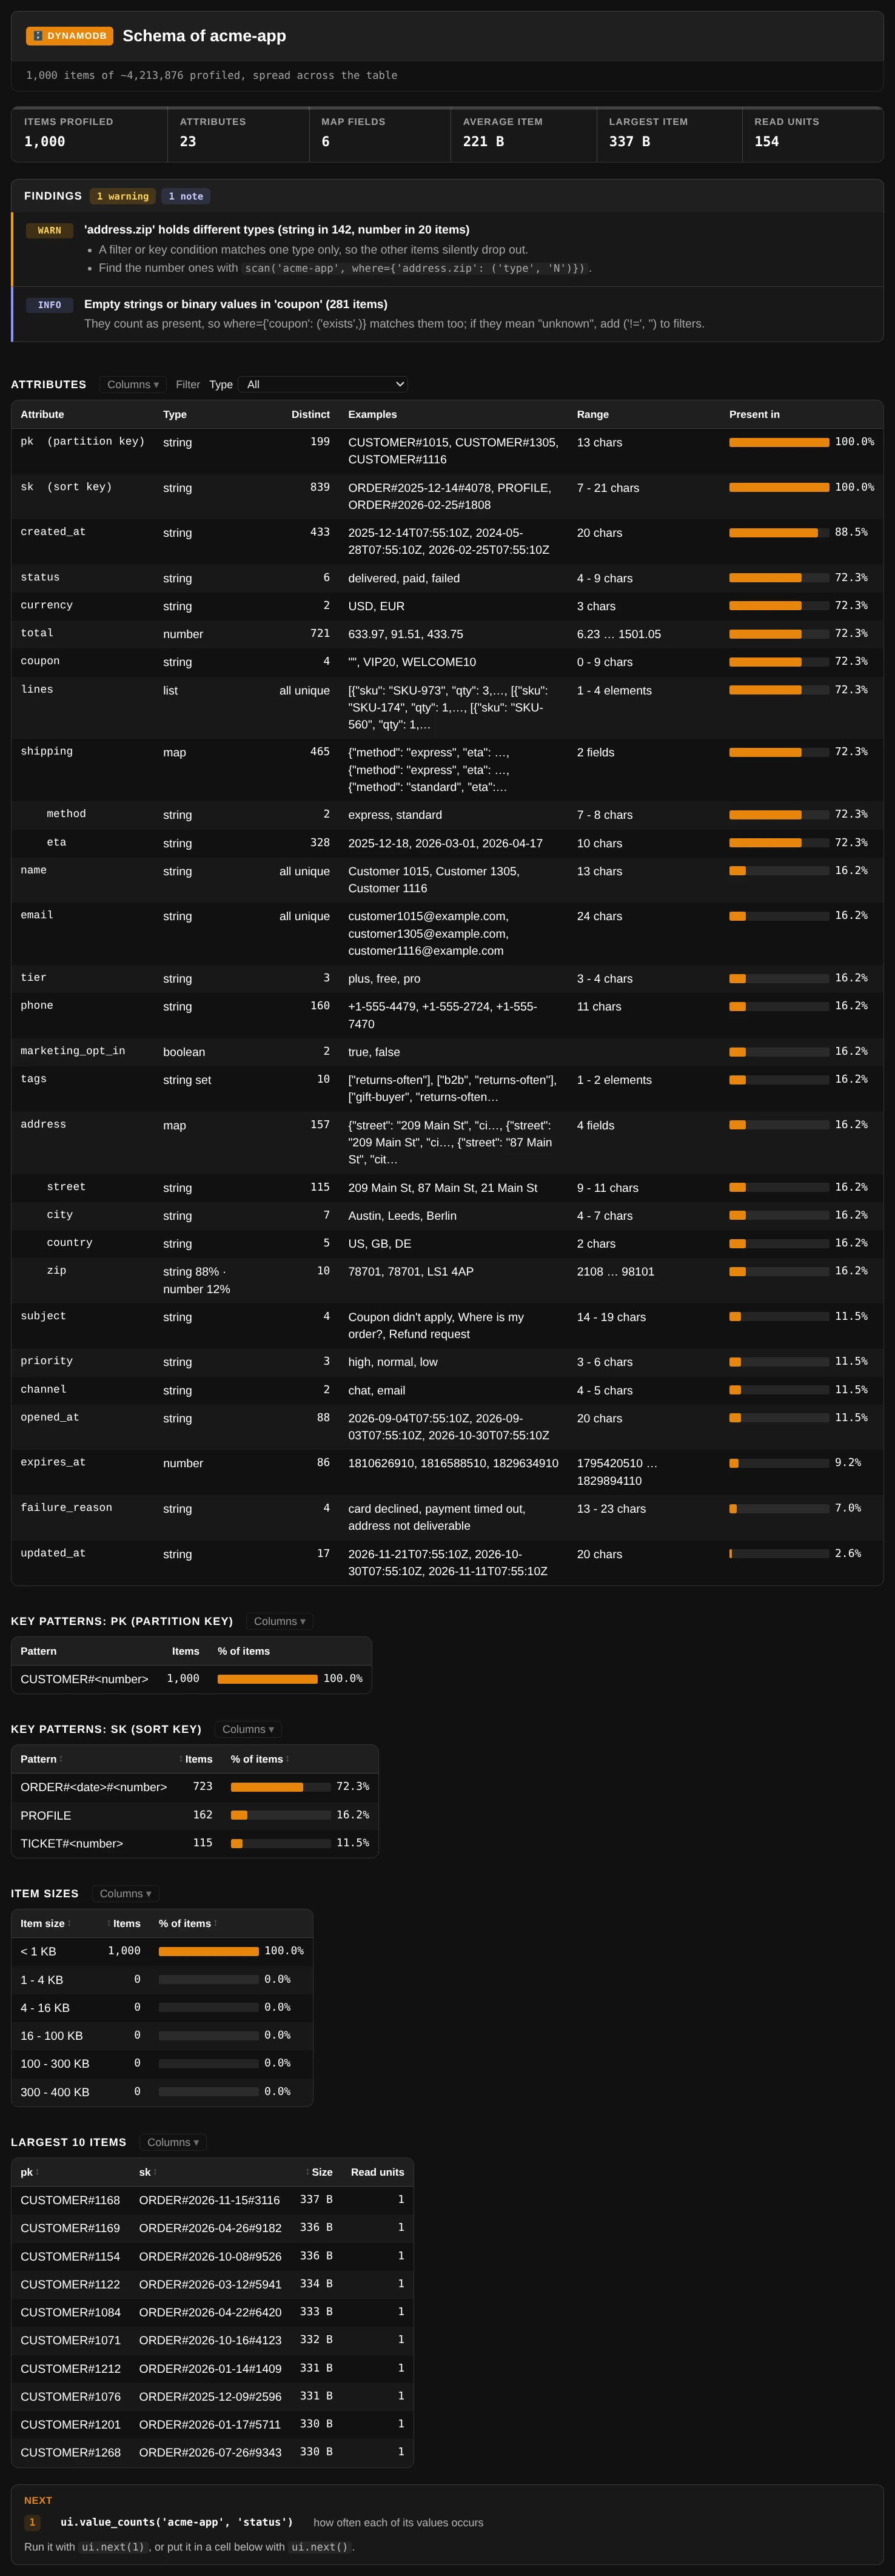 DYNAMODB Schema of acme-app
1,000 items of ~4,213,876 profiled, spread across the table
ITEMS PROFILED ATTRIBUTES MAP FIELDS AVERAGE ITEM LARGEST ITEM READ UNITS
1,000 23 6 221 B 337 B 154
FINDINGS 1 warning 1 note
WARN 'address.zip' holds different types (string in 142, number in 20 items)
• A filter or key condition matches one type only, so the other items silently drop out.
• Find the number ones with scan('acme-app', where={'address.zip': ('type', 'N')}).
INFO Empty strings or binary values in 'coupon' (281 items)
They count as present, so where={'coupon': ('exists',)} matches them too; if they mean "unknown", add ('!=', '') to filters.
ATTRIBUTES Columns ▾ Filter Type All
Attribute Type Distinct Examples Range Present in
pk (partition key) string 199 CUSTOMER#1015, CUSTOMER#1305, 13 chars 100.0%
CUSTOMER#1116
sk (sort key) string 839 ORDER#2025-12-14#4078, PROFILE, 7 - 21 chars 100.0%
ORDER#2026-02-25#1808
created_at string 433 2025-12-14T07:55:10Z, 2024-05- 20 chars 88.5%
28T07:55:10Z, 2026-02-25T07:55:10Z
status string 6 delivered, paid, failed 4 - 9 chars 72.3%
currency string 2 USD, EUR 3 chars 72.3%
total number 721 633.97, 91.51, 433.75 6.23 … 1501.05 72.3%
coupon string 4 "", VIP20, WELCOME10 0 - 9 chars 72.3%
lines list all unique [{"sku": "SKU-973", "qty": 3,…, [{"sku": 1 - 4 elements 72.3%
"SKU-174", "qty": 1,…, [{"sku": "SKU-
560", "qty": 1,…
shipping map 465 {"method": "express", "eta": …, 2 fields 72.3%
{"method": "express", "eta": …,
{"method": "standard", "eta":…
method string 2 express, standard 7 - 8 chars 72.3%
eta string 328 2025-12-18, 2026-03-01, 2026-04-17 10 chars 72.3%
name string all unique Customer 1015, Customer 1305, 13 chars 16.2%
Customer 1116
email string all unique customer1015@example.com, 24 chars 16.2%
customer1305@example.com,
customer1116@example.com
tier string 3 plus, free, pro 3 - 4 chars 16.2%
phone string 160 +1-555-4479, +1-555-2724, +1-555- 11 chars 16.2%
7470
marketing_opt_in boolean 2 true, false 16.2%
tags string set 10 ["returns-often"], ["b2b", "returns-often"], 1 - 2 elements 16.2%
["gift-buyer", "returns-often…
address map 157 {"street": "209 Main St", "ci…, {"street": 4 fields 16.2%
"209 Main St", "ci…, {"street": "87 Main
St", "cit…
street string 115 209 Main St, 87 Main St, 21 Main St 9 - 11 chars 16.2%
city string 7 Austin, Leeds, Berlin 4 - 7 chars 16.2%
country string 5 US, GB, DE 2 chars 16.2%
zip string 88% · 10 78701, 78701, LS1 4AP 2108 … 98101 16.2%
number 12%
subject string 4 Coupon didn't apply, Where is my 14 - 19 chars 11.5%
order?, Refund request
priority string 3 high, normal, low 3 - 6 chars 11.5%
channel string 2 chat, email 4 - 5 chars 11.5%
opened_at string 88 2026-09-04T07:55:10Z, 2026-09- 20 chars 11.5%
03T07:55:10Z, 2026-10-30T07:55:10Z
expires_at number 86 1810626910, 1816588510, 1829634910 1795420510 … 9.2%
1829894110
failure_reason string 4 card declined, payment timed out, 13 - 23 chars 7.0%
address not deliverable
updated_at string 17 2026-11-21T07:55:10Z, 2026-10- 20 chars 2.6%
30T07:55:10Z, 2026-11-11T07:55:10Z
KEY PATTERNS: PK (PARTITION KEY) Columns ▾
Pattern Items % of items
CUSTOMER#<number> 1,000 100.0%
KEY PATTERNS: SK (SORT KEY) Columns ▾
Pattern Items % of items
ORDER#<date>#<number> 723 72.3%
PROFILE 162 16.2%
TICKET#<number> 115 11.5%
ITEM SIZES Columns ▾
Item size Items % of items
< 1 KB 1,000 100.0%
1 - 4 KB 0 0.0%
4 - 16 KB 0 0.0%
16 - 100 KB 0 0.0%
100 - 300 KB 0 0.0%
300 - 400 KB 0 0.0%
LARGEST 10 ITEMS Columns ▾
pk sk Size Read units
CUSTOMER#1168 ORDER#2026-11-15#3116 337 B 1
CUSTOMER#1169 ORDER#2026-04-26#9182 336 B 1
CUSTOMER#1154 ORDER#2026-10-08#9526 336 B 1
CUSTOMER#1122 ORDER#2026-03-12#5941 334 B 1
CUSTOMER#1084 ORDER#2026-04-22#6420 333 B 1
CUSTOMER#1071 ORDER#2026-10-16#4123 332 B 1
CUSTOMER#1212 ORDER#2026-01-14#1409 331 B 1
CUSTOMER#1076 ORDER#2025-12-09#2596 331 B 1
CUSTOMER#1201 ORDER#2026-01-17#5711 330 B 1
CUSTOMER#1268 ORDER#2026-07-26#9343 330 B 1
NEXT
1 ui.value_counts('acme-app', 'status') how often each of its values occurs
Run it with ui.next(1), or put it in a cell below with ui.next().